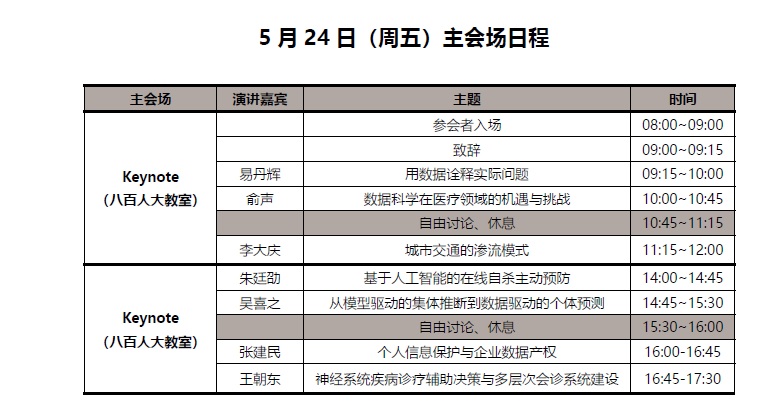 5 月 24 日（周五）主会场日程
主会场 演讲嘉宾 主题 时间
参会者入场 08:00~09:00
致辞 09:00~09:15
Keynote
（八百人大教室）
易丹辉 用数据诠释实际问题 09:15~10:00
俞声 数据科学在医疗领域的机遇与挑战 10:00~10:45
自由讨论、休息 10:45~11:15
李大庆 城市交通的渗流模式 11:15~12:00
朱廷劭 基于人工智能的在线自杀主动预防 14:00~14:45
吴喜之 从模型驱动的集体推断到数据驱动的个体预测 14:45~15:30
Keynote
（八百人大教室）
自由讨论、休息 15:30~16:00
张建民 个人信息保护与企业数据产权 16:00-16:45
王朝东 神经系统疾病诊疗辅助决策与多层次会诊系统建设 16:45-17:30